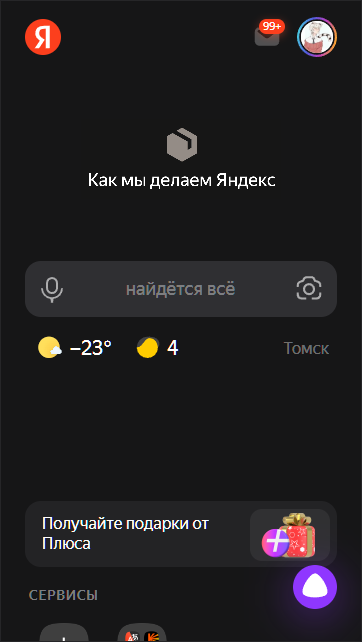 Я
99+
Как мы делаем Яндекс
найдётся всё
–23°
4
Томск
Получайте подарки от
Плюса
СЕРВИСЫ